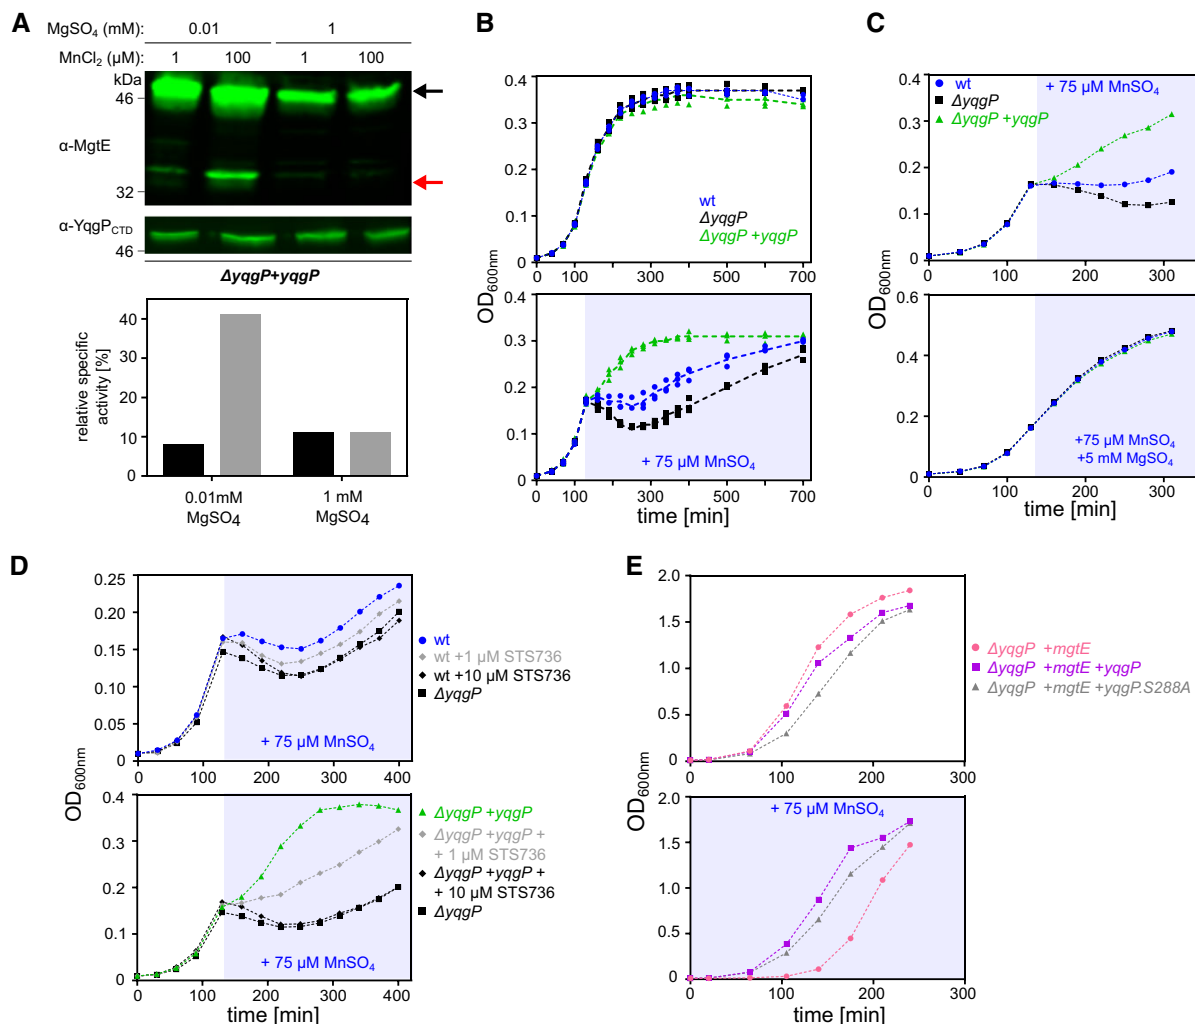 A
MgSO₄ (mM): 0.01 1
MnCl₂ (µM): 1 100 1 100
kDa
46
α-MgtE
32
α-YqgP_CTD
46
ΔyqgP+yqgP
relative specific
activity [%]
40
30
20
10
0
0.01mM
MgSO₄
1 mM
MgSO₄
B
OD₆₀₀nm
0.4
0.3
0.2
0.1
0
wt
ΔyqgP
ΔyqgP +yqgP
0 100 300 500 700
0.4
0.3
0.2
0.1
0
+ 75 µM MnSO₄
0 100 300 500 700
time [min]
C
OD₆₀₀nm
0.4
0.3
0.2
0.1
0
wt
ΔyqgP
ΔyqgP +yqgP
+ 75 µM MnSO₄
0 100 200 300
0.6
0.4
0.2
0
+75 µM MnSO₄
+5 mM MgSO₄
0 100 200 300
time [min]
D
OD₆₀₀nm
0.25
0.20
0.15
0.10
0.05
0
+ 75 µM MnSO₄
0 100 200 300 400
wt
wt +1 µM STS736
wt +10 µM STS736
ΔyqgP
0.4
0.3
0.2
0.1
0
+ 75 µM MnSO₄
0 100 200 300 400
time [min]
ΔyqgP +yqgP
ΔyqgP +yqgP +
+ 1 µM STS736
ΔyqgP +yqgP +
+ 10 µM STS736
ΔyqgP
E
OD₆₀₀nm
2.0
1.5
1.0
0.5
0
0 100 200 300
ΔyqgP +mgtE
ΔyqgP +mgtE +yqgP
ΔyqgP +mgtE +yqgP.S288A
2.0
1.5
1.0
0.5
0
+ 75 µM MnSO₄
0 100 200 300
time [min]